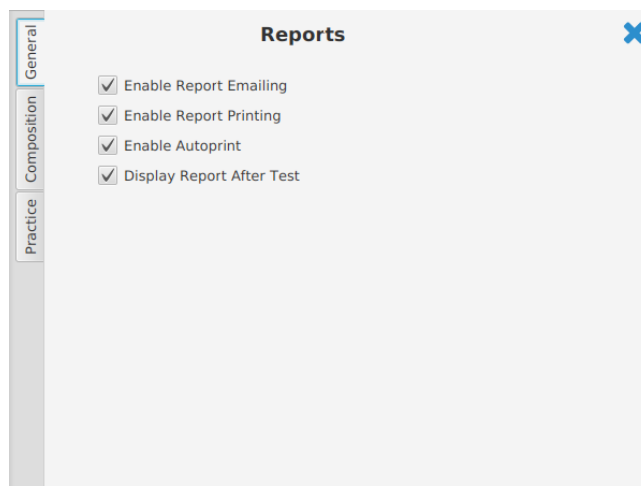 General
Composition
Practice
Reports
Enable Report Emailing
Enable Report Printing
Enable Autoprint
Display Report After Test